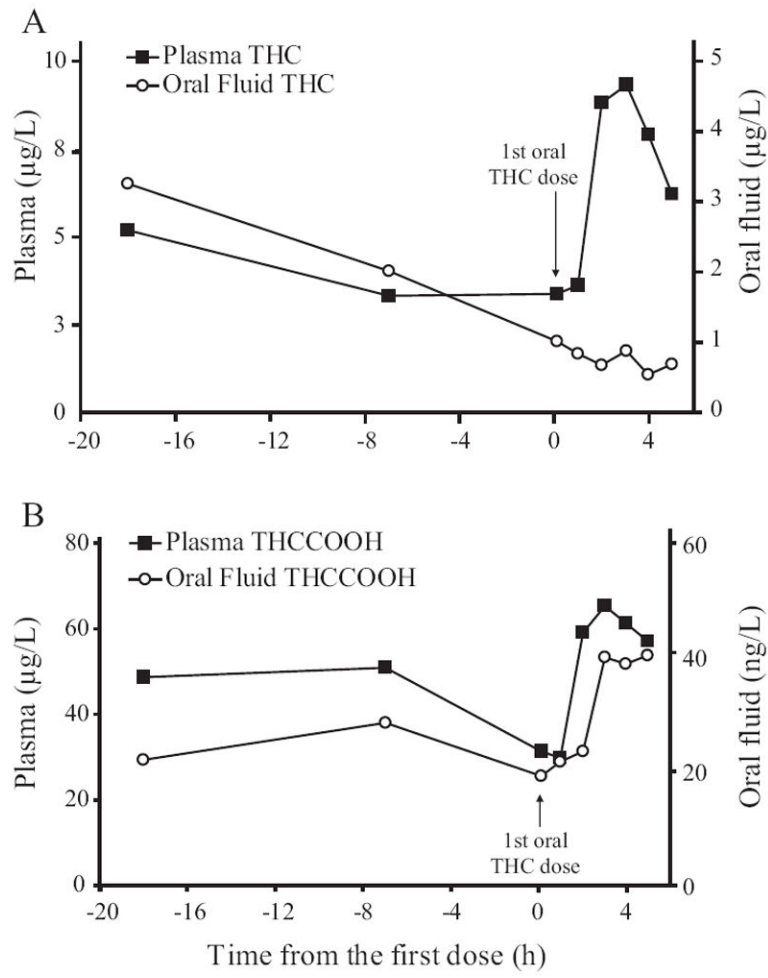 A
Plasma THC
Oral Fluid THC
10
8
5
3
0
Plasma (µg/L)
1st oral
THC dose
5
4
3
2
1
0
Oral fluid (µg/L)
-20 -16 -12 -8 -4 0 4
B
Plasma THCCOOH
Oral Fluid THCCOOH
80
60
40
20
0
Plasma (µg/L)
1st oral
THC dose
60
40
20
0
Oral fluid (ng/L)
-20 -16 -12 -8 -4 0 4
Time from the first dose (h)